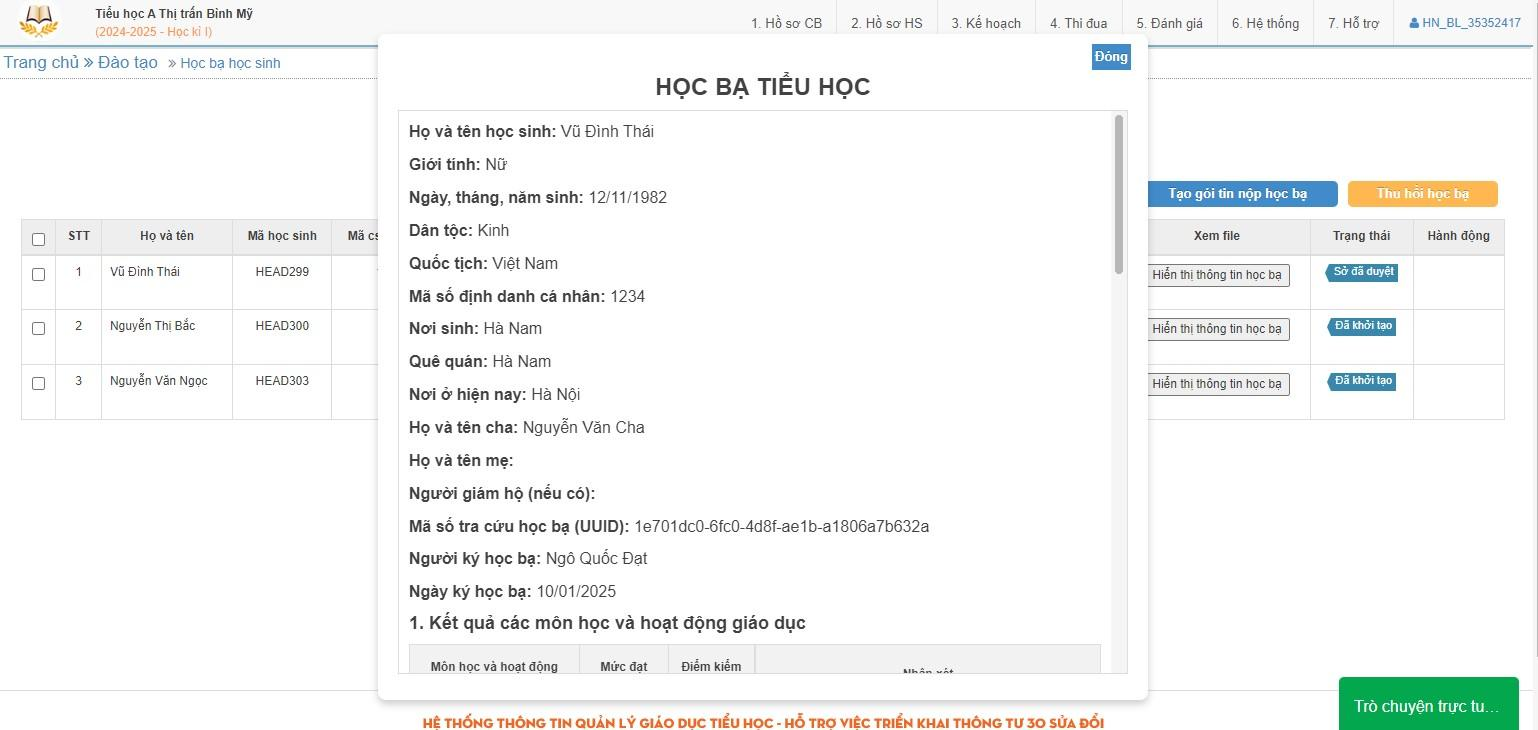 Tiểu học A Thị trấn Bình Mỹ
(2024-2025 - Học kì I)
1. Hồ sơ CB 2. Hồ sơ HS 3. Kế hoạch 4. Thi đua 5. Đánh giá 6. Hệ thống 7. Hỗ trợ HN_BL_35352417
Trang chủ » Đào tạo » Học bạ học sinh
Đóng
HỌC BẠ TIỂU HỌC
Họ và tên học sinh: Vũ Đình Thái
Giới tính: Nữ
Ngày, tháng, năm sinh: 12/11/1982
Dân tộc: Kinh
Quốc tịch: Việt Nam
Mã số định danh cá nhân: 1234
Nơi sinh: Hà Nam
Quê quán: Hà Nam
Nơi ở hiện nay: Hà Nội
Họ và tên cha: Nguyễn Văn Cha
Họ và tên mẹ:
Người giám hộ (nếu có):
Mã số tra cứu học bạ (UUID): 1e701dc0-6fc0-4d8f-ae1b-a1806a7b632a
Người ký học bạ: Ngô Quốc Đạt
Ngày ký học bạ: 10/01/2025
1. Kết quả các môn học và hoạt động giáo dục
Môn học và hoạt động Mức đạt Điểm kiểm Nhận xét
Tạo gói tin nộp học bạ Thu hồi học bạ
STT Họ và tên Mã học sinh Mã cs Xem file Trạng thái Hành động
1 Vũ Đình Thái HEAD299 Hiển thị thông tin học bạ Sở đã duyệt
2 Nguyễn Thị Bắc HEAD300 Hiển thị thông tin học bạ Đã khởi tạo
3 Nguyễn Văn Ngọc HEAD303 Hiển thị thông tin học bạ Đã khởi tạo
HỆ THỐNG THÔNG TIN QUẢN LÝ GIÁO DỤC TIỂU HỌC - HỖ TRỢ VIỆC TRIỂN KHAI THÔNG TƯ 30 SỬA ĐỔI
Trò chuyện trực tu...